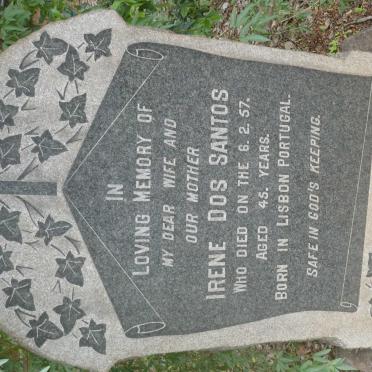 IN
LOVING MEMORY OF
MY DEAR WIFE AND
OUR MOTHER
IRENE DOS SANTOS
WHO DIED ON THE 6. 2. 57.
AGED 45. YEARS.
BORN IN LISBON PORTUGAL.
SAFE IN GOD'S KEEPING.